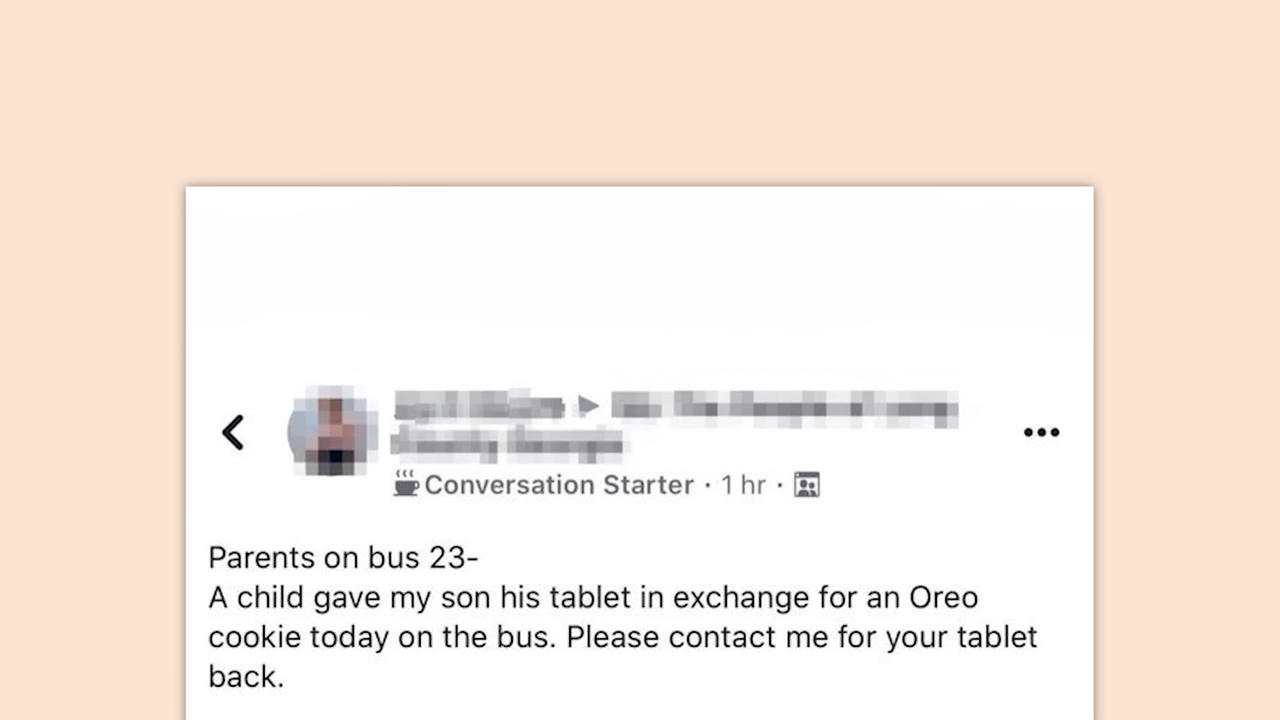 Conversation Starter · 1 hr ·
Parents on bus 23-
A child gave my son his tablet in exchange for an Oreo
cookie today on the bus. Please contact me for your tablet
back.